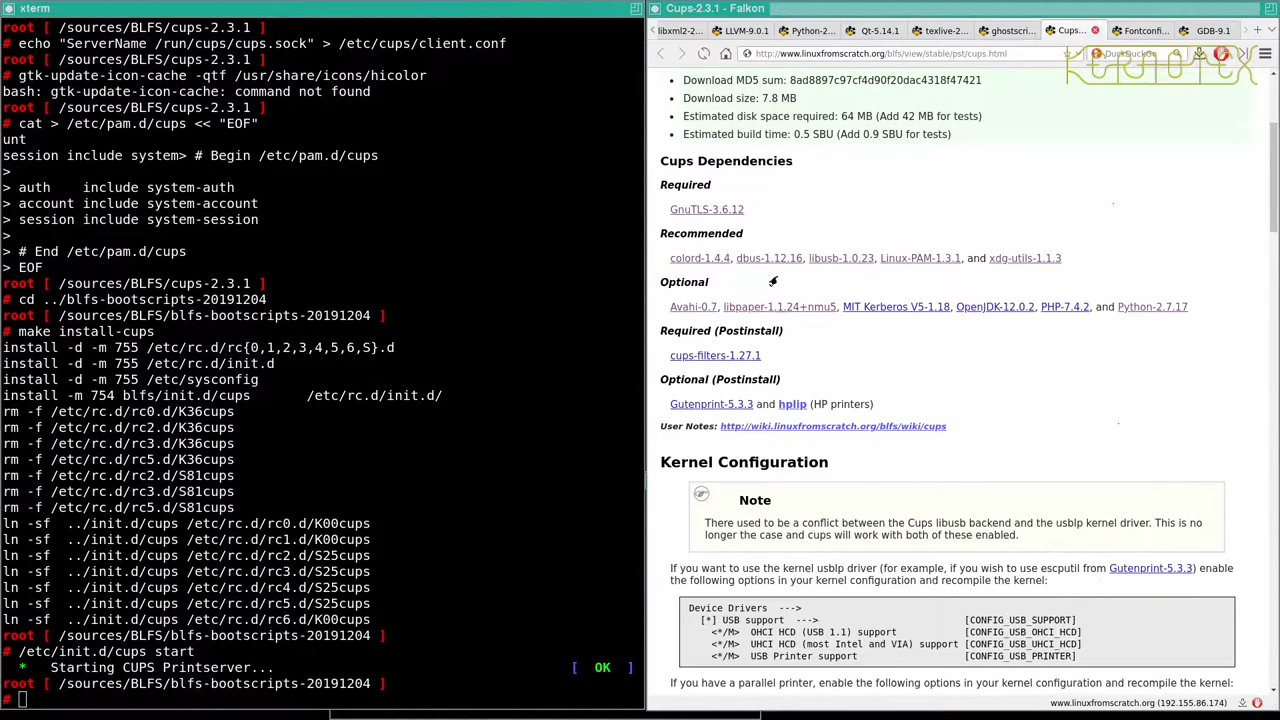 xterm
root [ /sources/BLFS/cups-2.3.1 ]
# echo "ServerName /run/cups/cups.sock" > /etc/cups/client.conf
root [ /sources/BLFS/cups-2.3.1 ]
# gtk-update-icon-cache -qtf /usr/share/icons/hicolor
bash: gtk-update-icon-cache: command not found
root [ /sources/BLFS/cups-2.3.1 ]
# cat > /etc/pam.d/cups << "EOF"
unt
session include system> # Begin /etc/pam.d/cups
>
> auth    include system-auth
> account include system-account
> session include system-session
>
> # End /etc/pam.d/cups
> EOF
root [ /sources/BLFS/cups-2.3.1 ]
# cd ../blfs-bootscripts-20191204
root [ /sources/BLFS/blfs-bootscripts-20191204 ]
# make install-cups
install -d -m 755 /etc/rc.d/rc{0,1,2,3,4,5,6,S}.d
install -d -m 755 /etc/rc.d/init.d
install -d -m 755 /etc/sysconfig
install -m 754 blfs/init.d/cups       /etc/rc.d/init.d/
rm -f /etc/rc.d/rc0.d/K36cups
rm -f /etc/rc.d/rc2.d/K36cups
rm -f /etc/rc.d/rc3.d/K36cups
rm -f /etc/rc.d/rc5.d/K36cups
rm -f /etc/rc.d/rc2.d/S81cups
rm -f /etc/rc.d/rc3.d/S81cups
rm -f /etc/rc.d/rc5.d/S81cups
ln -sf  ../init.d/cups /etc/rc.d/rc0.d/K00cups
ln -sf  ../init.d/cups /etc/rc.d/rc1.d/K00cups
ln -sf  ../init.d/cups /etc/rc.d/rc2.d/S25cups
ln -sf  ../init.d/cups /etc/rc.d/rc3.d/S25cups
ln -sf  ../init.d/cups /etc/rc.d/rc4.d/S25cups
ln -sf  ../init.d/cups /etc/rc.d/rc5.d/S25cups
ln -sf  ../init.d/cups /etc/rc.d/rc6.d/K00cups
root [ /sources/BLFS/blfs-bootscripts-20191204 ]
# /etc/init.d/cups start
*   Starting CUPS Printserver...   [  OK  ]
root [ /sources/BLFS/blfs-bootscripts-20191204 ]
#
Cups-2.3.1 - Falkon
libxml2-2... LLVM-9.0.1 Python-2... Qt-5.14.1 texlive-2... ghostscri... Cups... Fontconfi... GDB-9.1
http://www.linuxfromscratch.org/blfs/view/stable/pst/cups.html DuckDuckGo
KERNOTEX
Download MD5 sum: 8ad8897c97cf4d90f20dac4318f47421
Download size: 7.8 MB
Estimated disk space required: 64 MB (Add 42 MB for tests)
Estimated build time: 0.5 SBU (Add 0.9 SBU for tests)
Cups Dependencies
Required
GnuTLS-3.6.12
Recommended
colord-1.4.4, dbus-1.12.16, libusb-1.0.23, Linux-PAM-1.3.1, and xdg-utils-1.1.3
Optional
Avahi-0.7, libpaper-1.1.24+nmu5, MIT Kerberos V5-1.18, OpenJDK-12.0.2, PHP-7.4.2, and Python-2.7.17
Required (Postinstall)
cups-filters-1.27.1
Optional (Postinstall)
Gutenprint-5.3.3 and hplip (HP printers)
User Notes: http://wiki.linuxfromscratch.org/blfs/wiki/cups
Kernel Configuration
Note
There used to be a conflict between the Cups libusb backend and the usblp kernel driver. This is no
longer the case and cups will work with both of these enabled.
If you want to use the kernel usblp driver (for example, if you wish to use escputil from Gutenprint-5.3.3) enable
the following options in your kernel configuration and recompile the kernel:
Device Drivers  --->
[*] USB support  --->   [CONFIG_USB_SUPPORT]
<*/M>  OHCI HCD (USB 1.1) support   [CONFIG_USB_OHCI_HCD]
<*/M>  UHCI HCD (most Intel and VIA) support [CONFIG_USB_UHCI_HCD]
<*/M>  USB Printer support   [CONFIG_USB_PRINTER]
If you have a parallel printer, enable the following options in your kernel configuration and recompile the kernel:
www.linuxfromscratch.org (192.155.86.174)